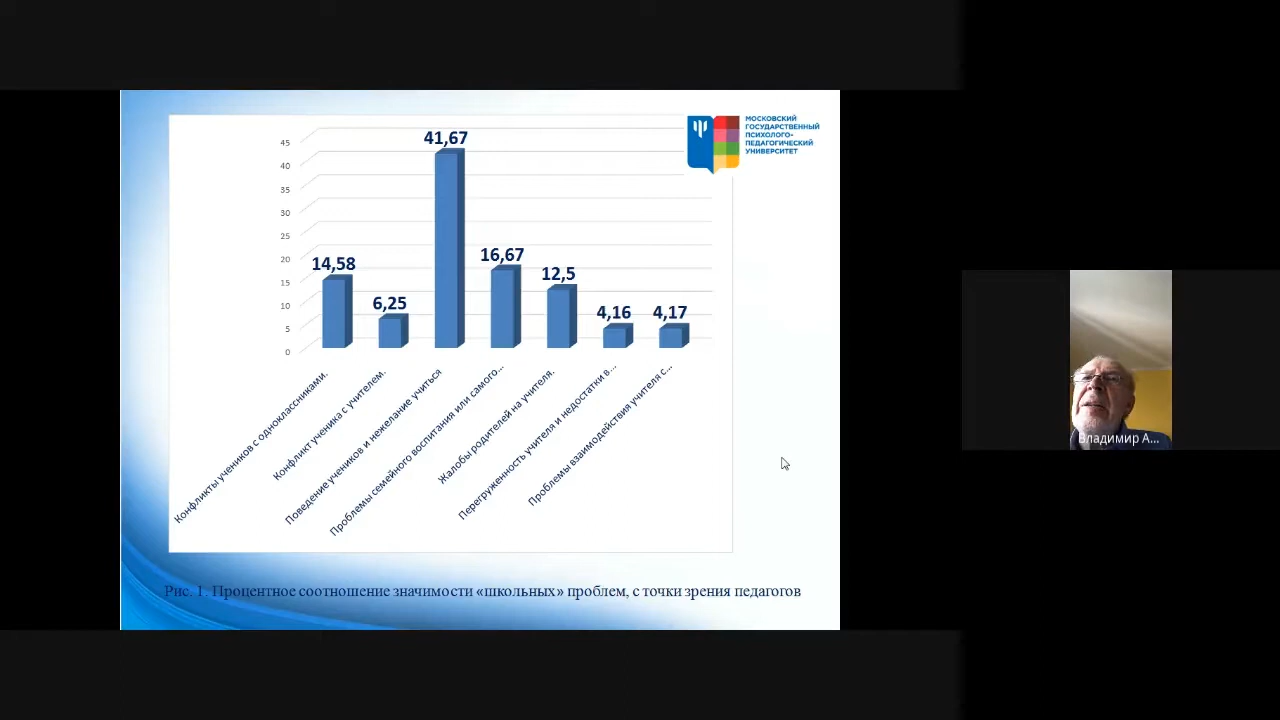 МОСКОВСКИЙ
ГОСУДАРСТВЕННЫЙ
ПСИХОЛОГО-
ПЕДАГОГИЧЕСКИЙ
УНИВЕРСИТЕТ
45
40
35
30
25
20
15
10
5
0
14,58
6,25
41,67
16,67
12,5
4,16
4,17
Конфликты учеников с одноклассниками.
Конфликт ученика с учителем.
Поведение учеников и нежелание учиться
Проблемы семейного воспитания или самого...
Жалобы родителей на учителя.
Перегруженность учителя и недостатки в...
Проблемы взаимодействия учителя с...
Рис. 1. Процентное соотношение значимости «школьных» проблем, с точки зрения педагогов
Владимир А...